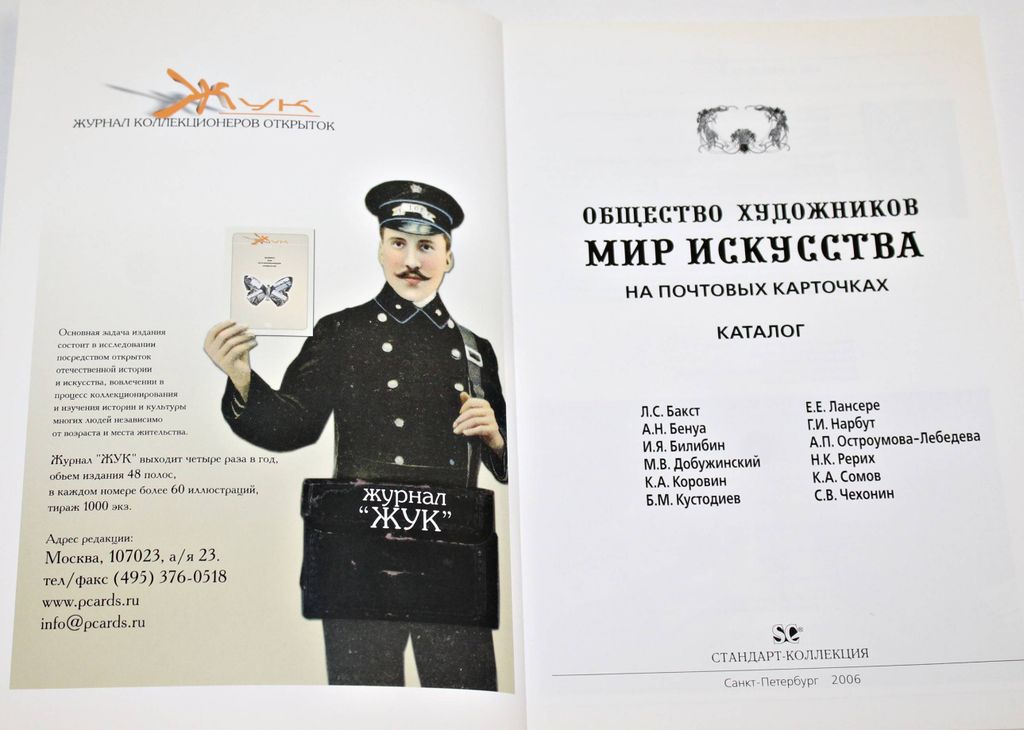 Жук
ЖУРНАЛ КОЛЛЕКЦИОНЕРОВ ОТКРЫТОК
Жук
Основная задача издания
состоит в исследовании
посредством открыток
отечественной истории
и искусства, вовлечении в
процесс коллекционирования
и изучения истории и культуры
многих людей независимо
от возраста и места жительства.
Журнал "ЖУК" выходит четыре раза в год,
объем издания 48 полос,
в каждом номере более 60 иллюстраций,
тираж 1000 экз.
Адрес редакции:
Москва, 107023, а/я 23.
тел/факс (495) 376-0518
www.pcards.ru
info@pcards.ru
журнал
"ЖУК"
ОБЩЕСТВО ХУДОЖНИКОВ
МИР ИСКУССТВА
НА ПОЧТОВЫХ КАРТОЧКАХ
КАТАЛОГ
Л.С. Бакст
А.Н. Бенуа
И.Я. Билибин
М.В. Добужинский
К.А. Коровин
Б.М. Кустодиев
Е.Е. Лансере
Г.И. Нарбут
А.П. Остроумова-Лебедева
Н.К. Рерих
К.А. Сомов
С.В. Чехонин
SC®
СТАНДАРТ-КОЛЛЕКЦИЯ
Санкт-Петербург 2006